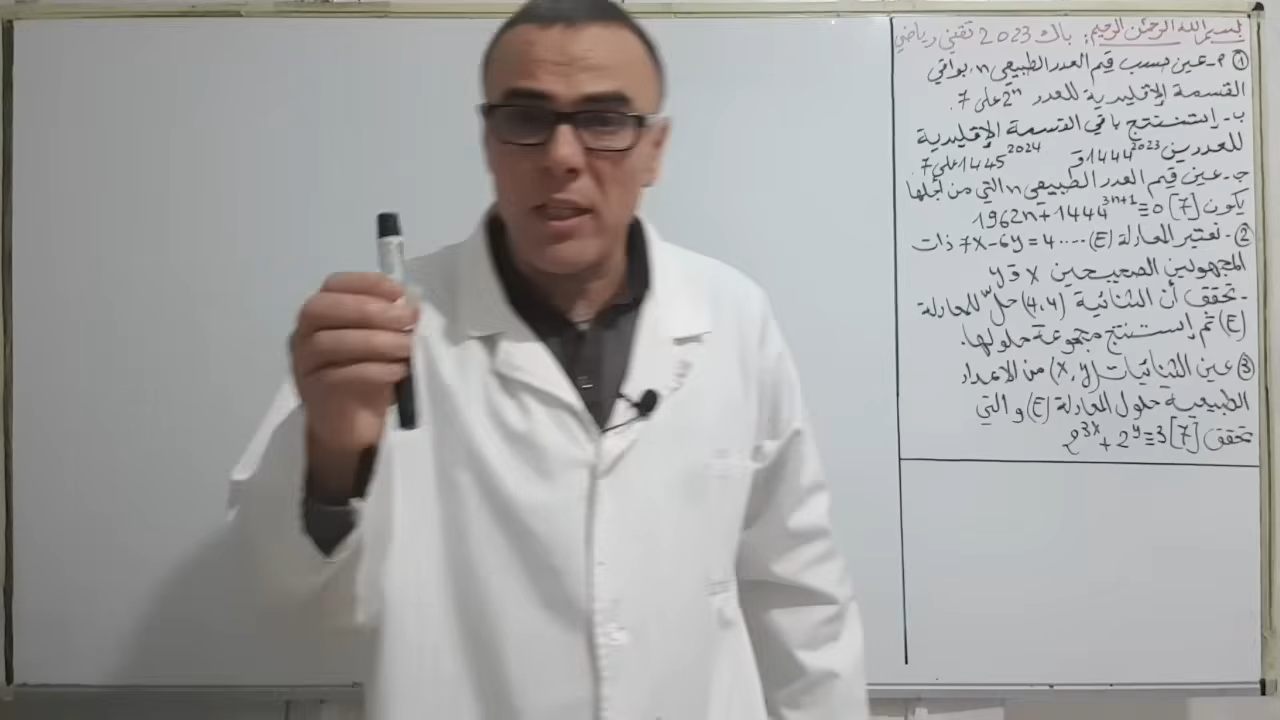 بسم الله الرحمن الرحيم: باك 2023 تقني رياضي
① أ- عين حسب قيم العدد الطبيعي n، بواقي
القسمة الإقليدية للعدد 2ⁿ على 7.
ب- إستنتج باقي القسمة الإقليدية
للعددين 1444²⁰²³ و 1445²⁰²⁴ على 7
ج- عين قيم العدد الطبيعي n التي من أجلها
يكون 1962n+1444³ⁿ⁺¹≡0[7]
②- نعتبر المعادلة (E)....7x-6y=4 ذات
المجهولين الصحيحين x و y
- تحقق أن الثنائية (4,4) حل للمعادلة
(E) ثم إستنتج مجموعة حلولها.
③ عين الثنائيات (x,y) من الأعداد
الطبيعية حلول المعادلة (E) و التي
تحقق 2³ˣ+2ʸ≡3[7]